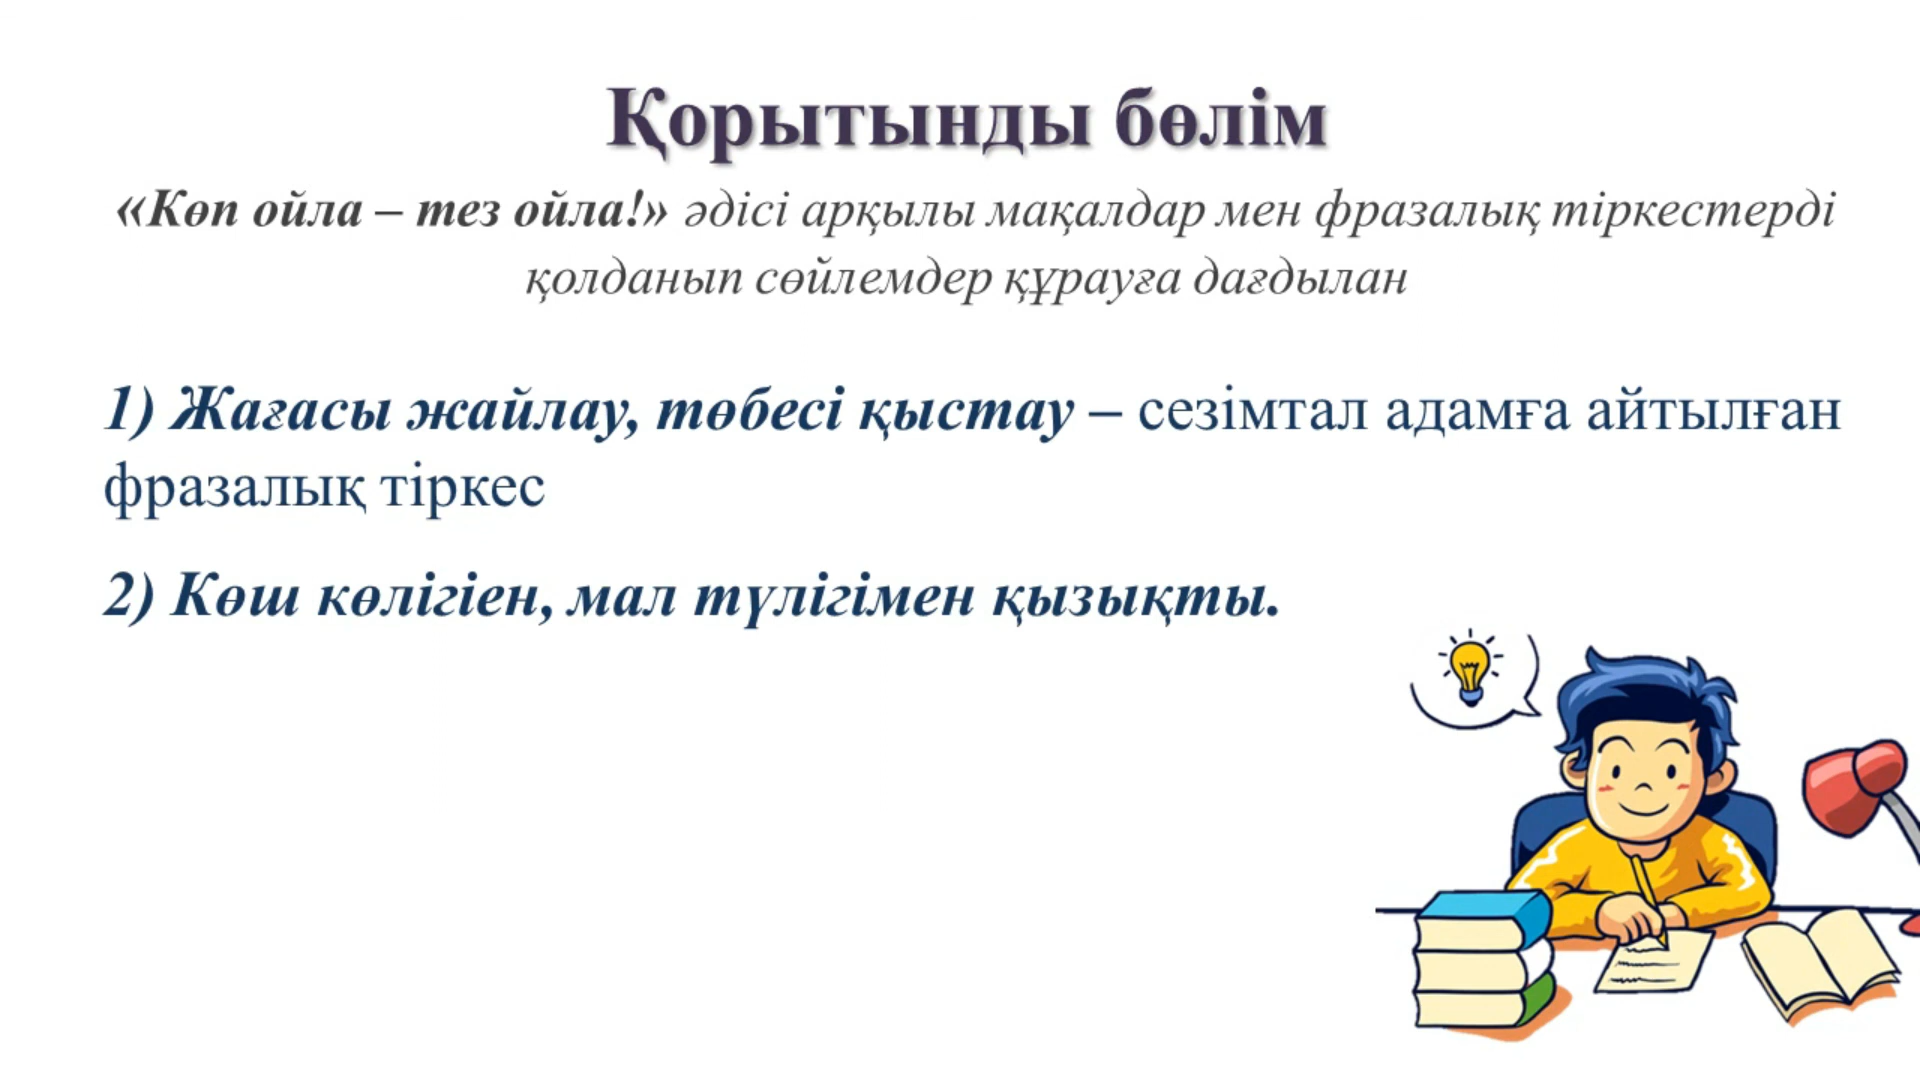 Қорытынды бөлім
«Көп ойла – тез ойла!» әдісі арқылы мақалдар мен фразалық тіркестерді
қолданып сөйлемдер құрауға дағдылан
1) Жағасы жайлау, төбесі қыстау – сезімтал адамға айтылған
фразалық тіркес
2) Көш көлігіен, мал түлігімен қызықты.